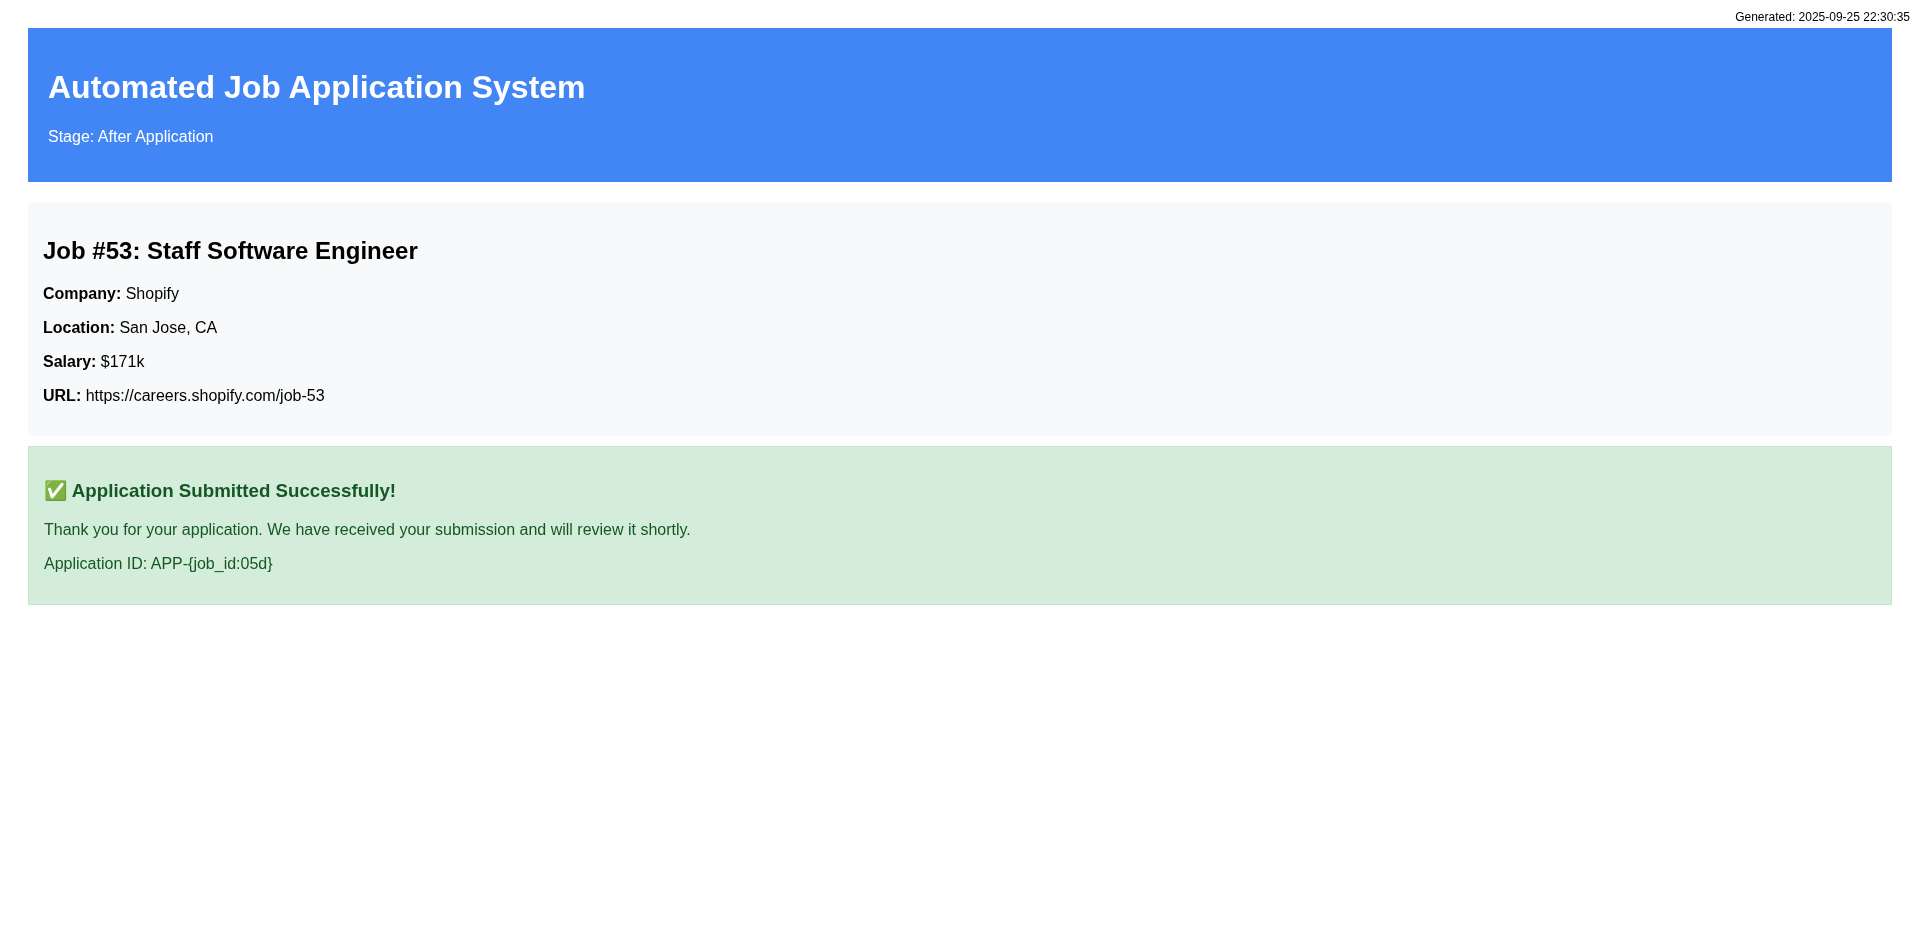 Generated: 2025-09-25 22:30:35
Automated Job Application System
Stage: After Application
Job #53: Staff Software Engineer
Company: Shopify
Location: San Jose, CA
Salary: $171k
URL: https://careers.shopify.com/job-53
✅ Application Submitted Successfully!
Thank you for your application. We have received your submission and will review it shortly.
Application ID: APP-{job_id:05d}